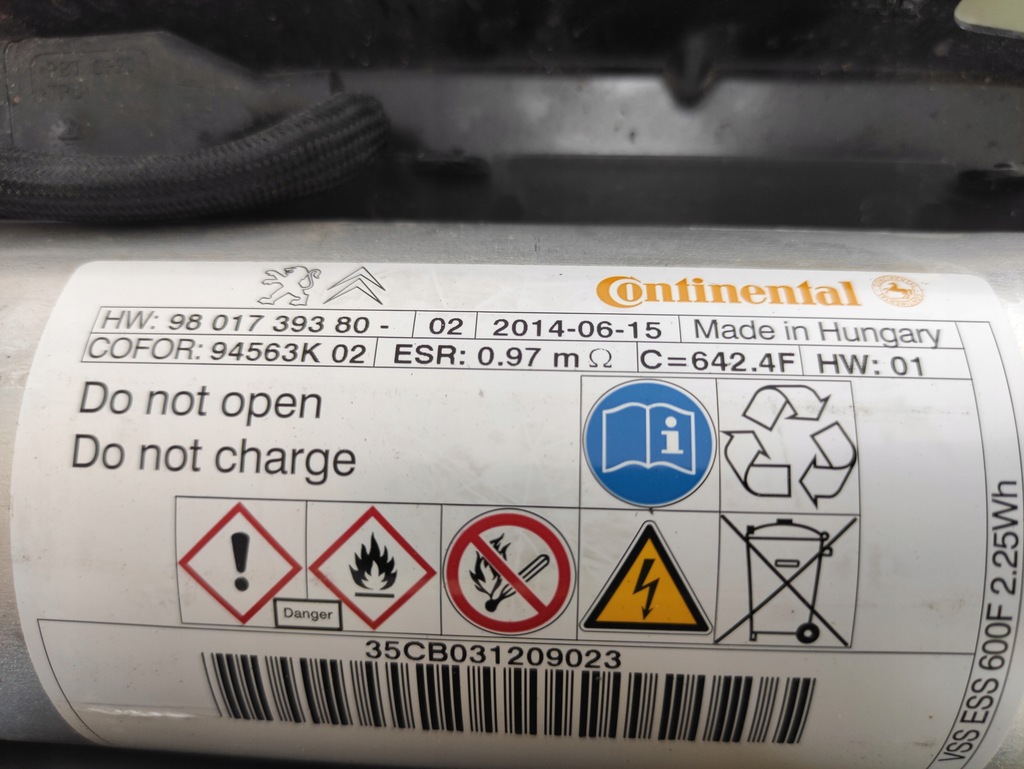 Continental
HW: 98 017 393 80 - 02 2014-06-15 Made in Hungary
COFOR: 94563K 02 ESR: 0.97 m Ω C=642.4F HW: 01
Do not open
Do not charge
Danger
35CB031209023
VSS ESS 600F 2.25Wh